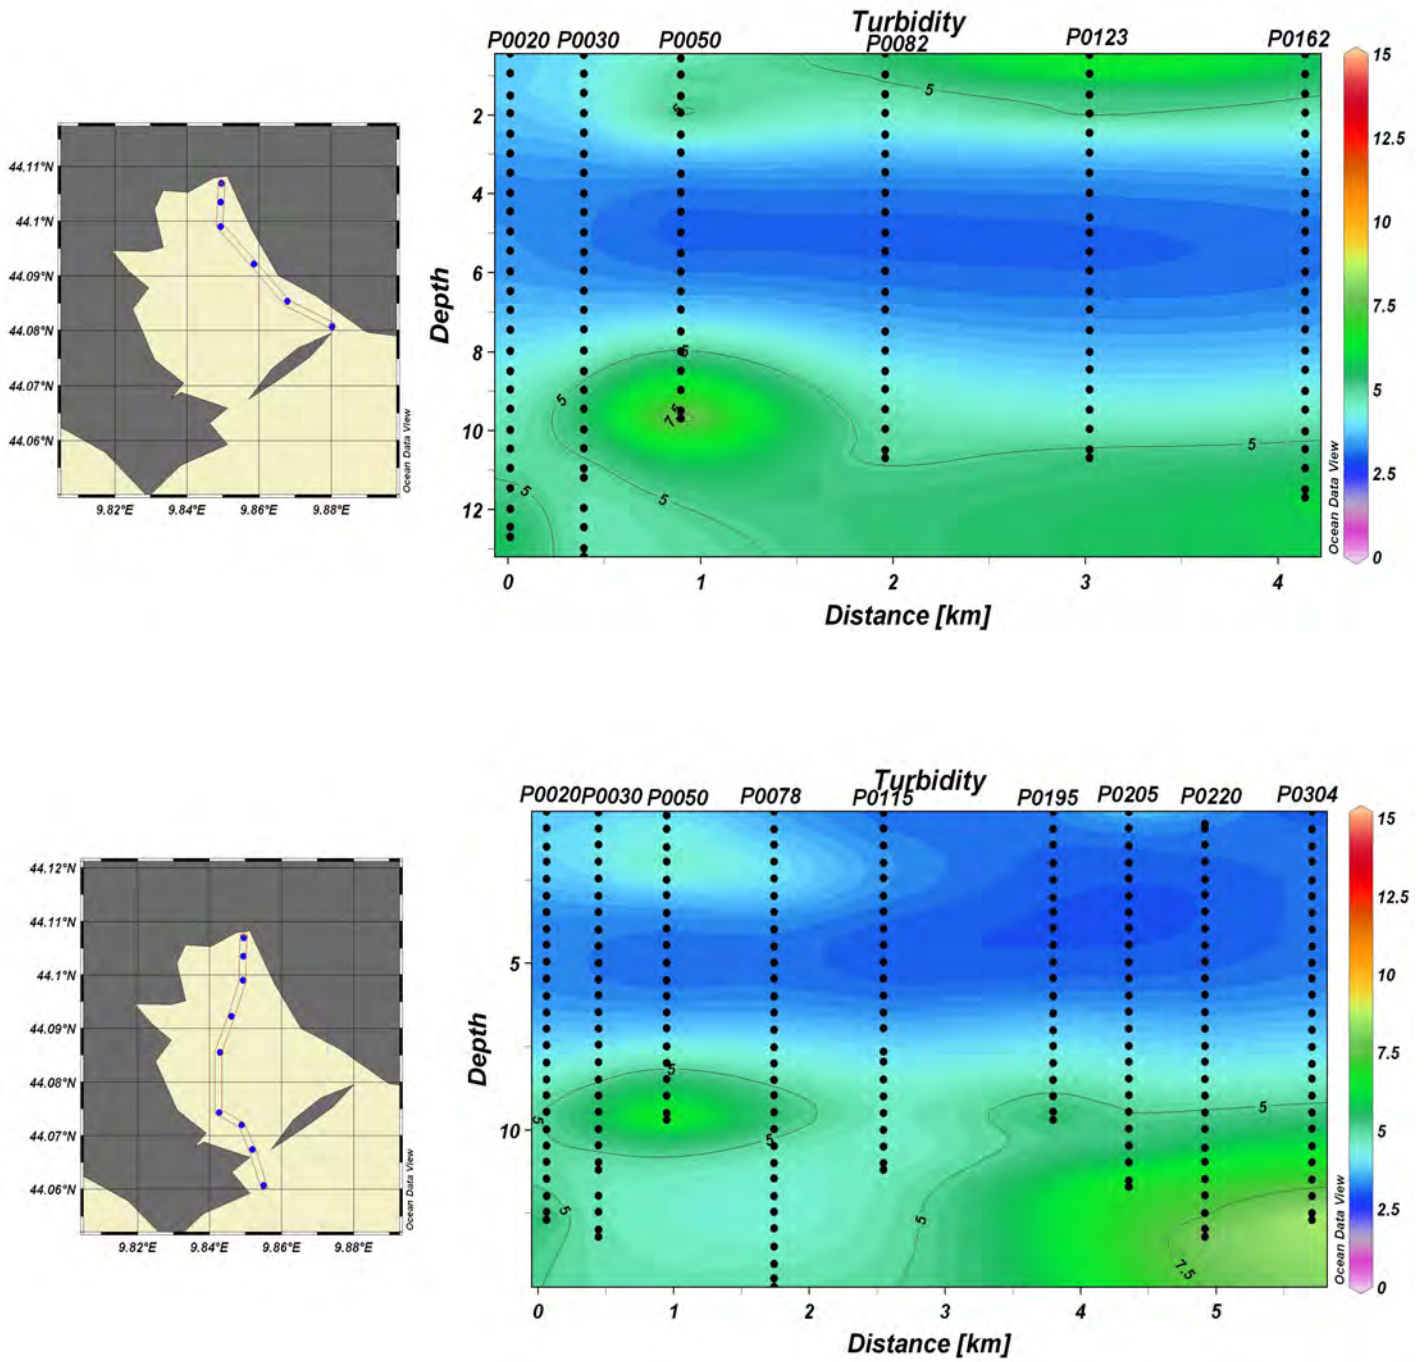 Turbidity
P0020 P0030 P0050 P0082 P0123 P0162
44.11°N
44.1°N
44.09°N
44.08°N
44.07°N
44.06°N
9.82°E 9.84°E 9.86°E 9.88°E
Ocean Data View
Depth
2
4
6
8
10
12
5
5
5
5
7.5
5
5
5
0 1 2 3 4
Distance [km]
Ocean Data View
15
12.5
10
7.5
5
2.5
0
Turbidity
P0020 P0030 P0050 P0078 P0115 P0195 P0205 P0220 P0304
44.12°N
44.11°N
44.1°N
44.09°N
44.08°N
44.07°N
44.06°N
9.82°E 9.84°E 9.86°E 9.88°E
Ocean Data View
Depth
5
10
5
5
5
5
5
5
7.5
0 1 2 3 4 5
Distance [km]
Ocean Data View
15
12.5
10
7.5
5
2.5
0